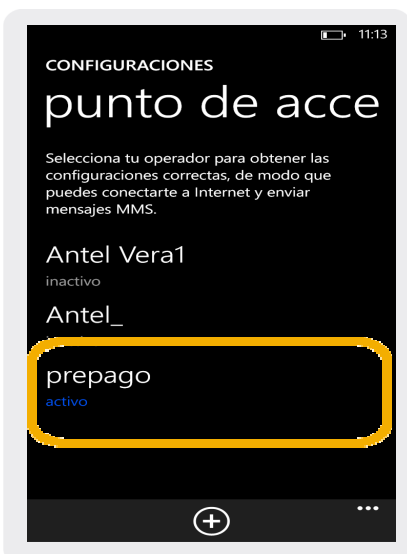 11:13
CONFIGURACIONES
punto de acce
Selecciona tu operador para obtener las
configuraciones correctas, de modo que
puedes conectarte a Internet y enviar
mensajes MMS.
Antel Vera1
inactivo
Antel_
prepago
activo